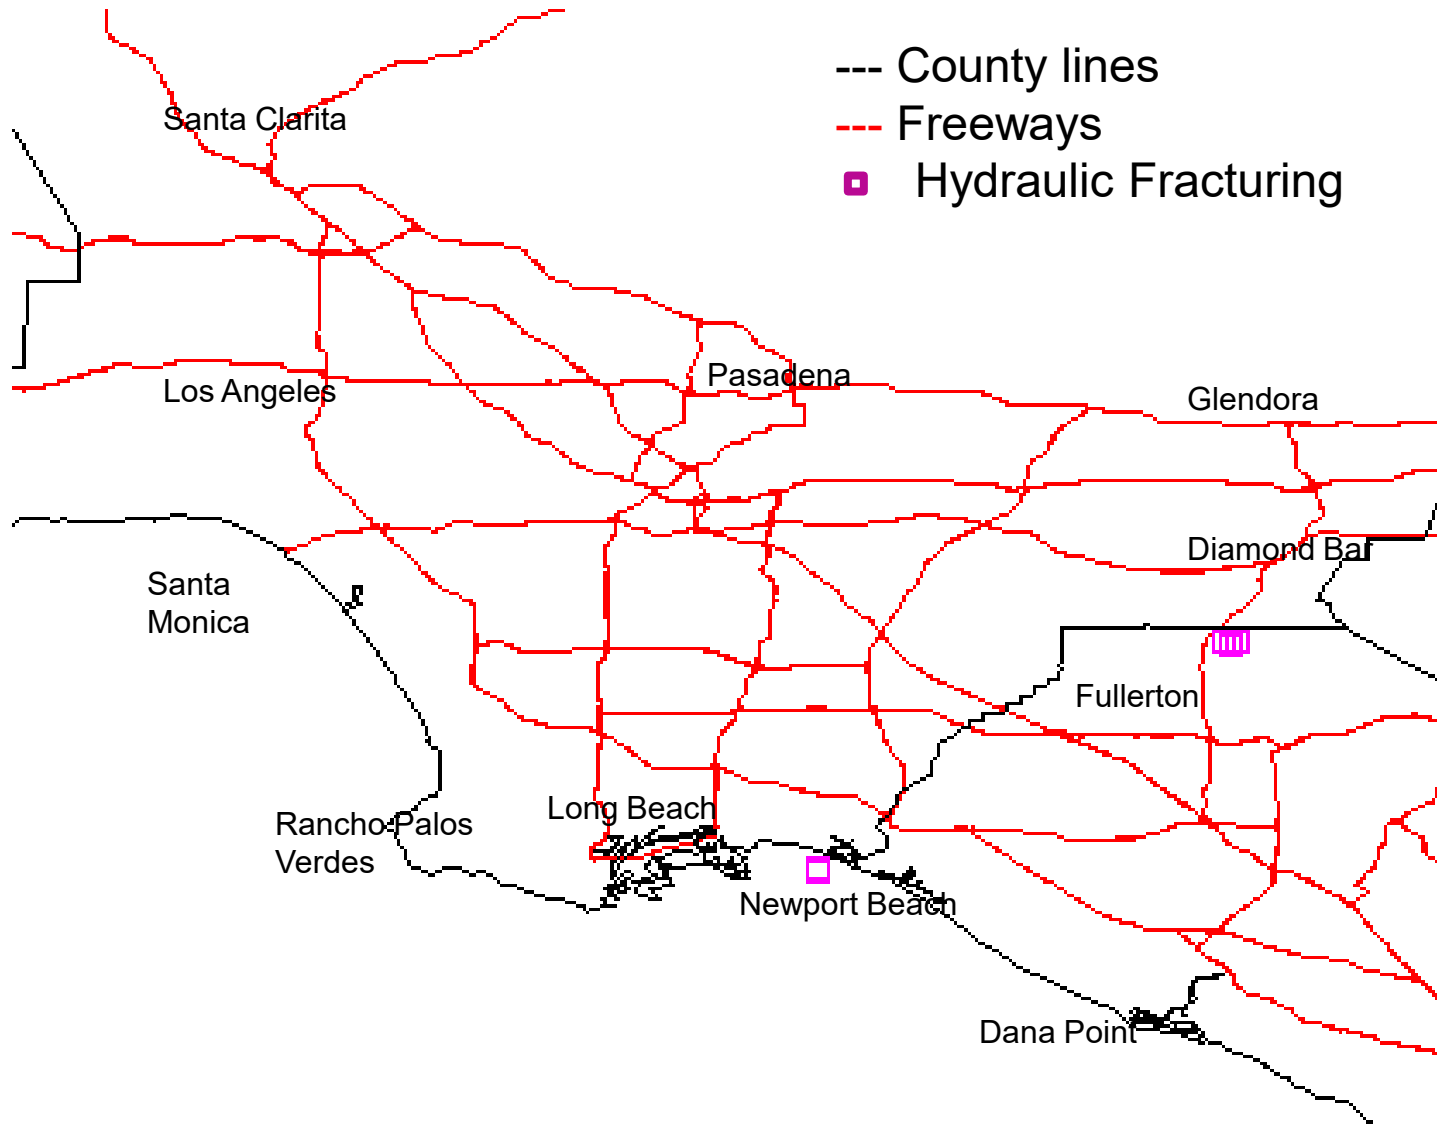 --- County lines
--- Freeways
Hydraulic Fracturing
Santa Clarita
Pasadena
Los Angeles
Glendora
Diamond Bar
Santa
Monica
Fullerton
Long Beach
Rancho Palos
Verdes
Newport Beach
Dana Point